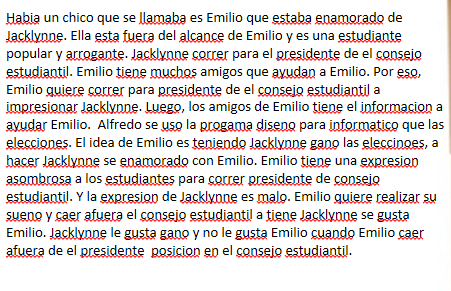 Habia un chico que se llamaba es Emilio que estaba enamorado de
Jacklynne. Ella esta fuera del alcance de Emilio y es una estudiante
popular y arrogante. Jacklynne correr para el presidente de el consejo
estudiantil. Emilio tiene muchos amigos que ayudan a Emilio. Por eso,
Emilio quiere correr para presidente de el consejo estudiantil a
impresionar Jacklynne. Luego, los amigos de Emilio tiene el informacion a
ayudar Emilio.  Alfredo se uso la progama diseno para informatico que las
elecciones. El idea de Emilio es teniendo Jacklynne gano las eleccinoes, a
hacer Jacklynne se enamorado con Emilio. Emilio tiene una expresion
asombrosa a los estudiantes para correr presidente de consejo
estudiantil. Y la expresion de Jacklynne es malo. Emilio quiere realizar su
sueno y caer afuera el consejo estudiantil a tiene Jacklynne se gusta
Emilio. Jacklynne le gusta gano y no le gusta Emilio cuando Emilio caer
afuera de el presidente  posicion en el consejo estudiantil.